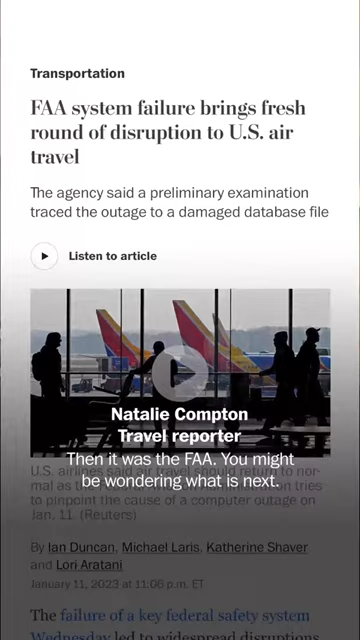 Transportation
FAA system failure brings fresh
round of disruption to U.S. air
travel
The agency said a preliminary examination
traced the outage to a damaged database file
Listen to article
Natalie Compton
Travel reporter
Then it was the FAA. You might
be wondering what is next.
U.S. airlines said air travel should return to nor-
mal as tion tries
to pinpoint the cause of a computer outage on
Jan. 11. (Reuters)
By Ian Duncan, Michael Laris, Katherine Shaver
and Lori Aratani
January 11, 2023 at 11:06 p.m. ET
The failure of a key federal safety system
Wednesday led to widespread disruptions